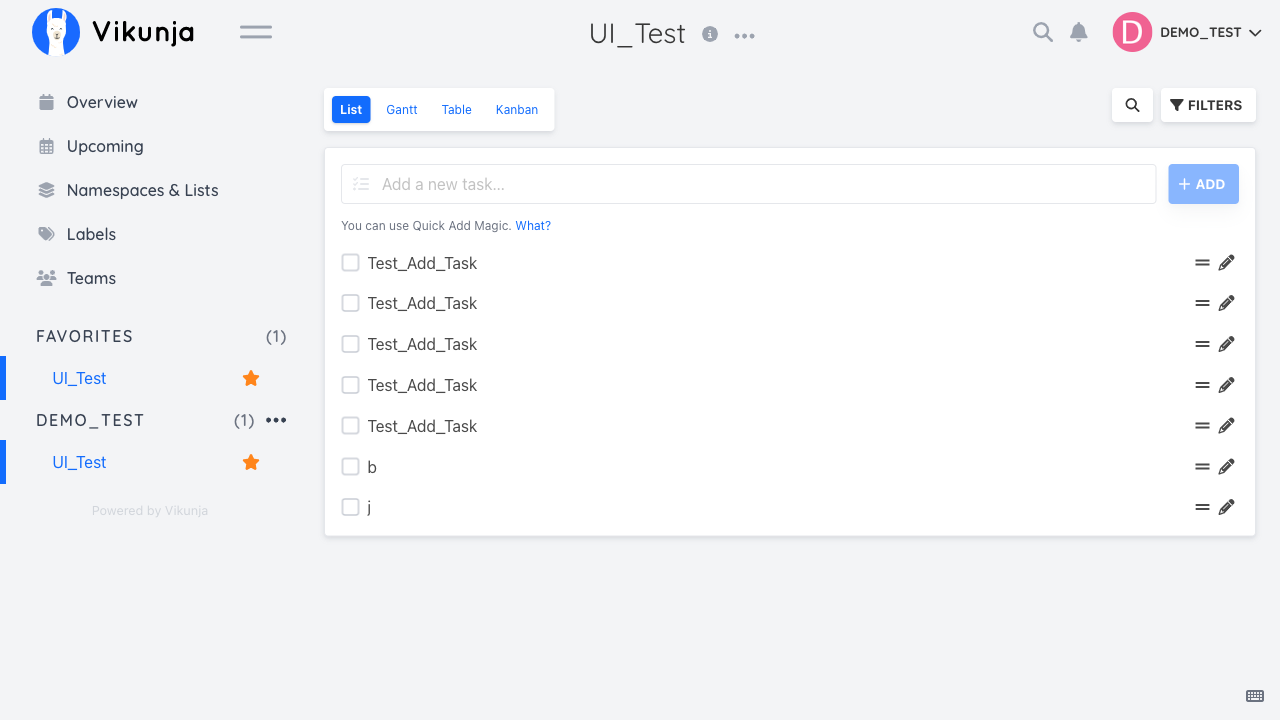 Vikunja
UI_Test
D DEMO_TEST
Overview
Upcoming
Namespaces & Lists
Labels
Teams
FAVORITES (1)
UI_Test
DEMO_TEST (1)
UI_Test
Powered by Vikunja
List Gantt Table Kanban
FILTERS
Add a new task...
ADD
You can use Quick Add Magic. What?
Test_Add_Task
Test_Add_Task
Test_Add_Task
Test_Add_Task
Test_Add_Task
b
j